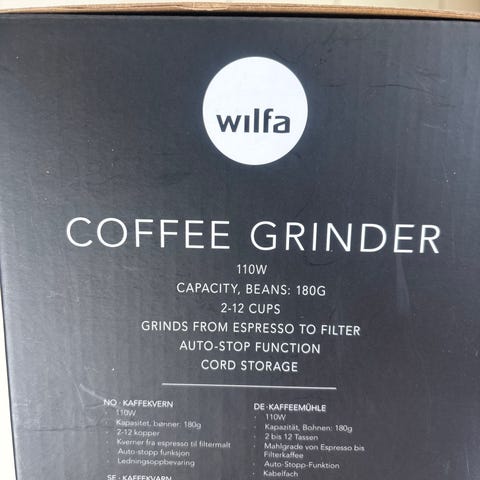 wilfa
COFFEE GRINDER
110W
CAPACITY, BEANS: 180G
2-12 CUPS
GRINDS FROM ESPRESSO TO FILTER
AUTO-STOP FUNCTION
CORD STORAGE
NO · KAFFEKVERN
· 110W
· Kapasitet, bønner: 180g
· 2-12 kopper
· Kverner fra espresso til filtermalt
· Auto-stopp funksjon
· Ledningsoppbevaring
SE · KAFFEKVARN
DE · KAFFEEMÜHLE
· 110W
· Kapazität, Bohnen: 180g
· 2 bis 12 Tassen
· Mahlgrade von Espresso bis
Filterkaffee
· Auto-Stopp-Funktion
· Kabelfach